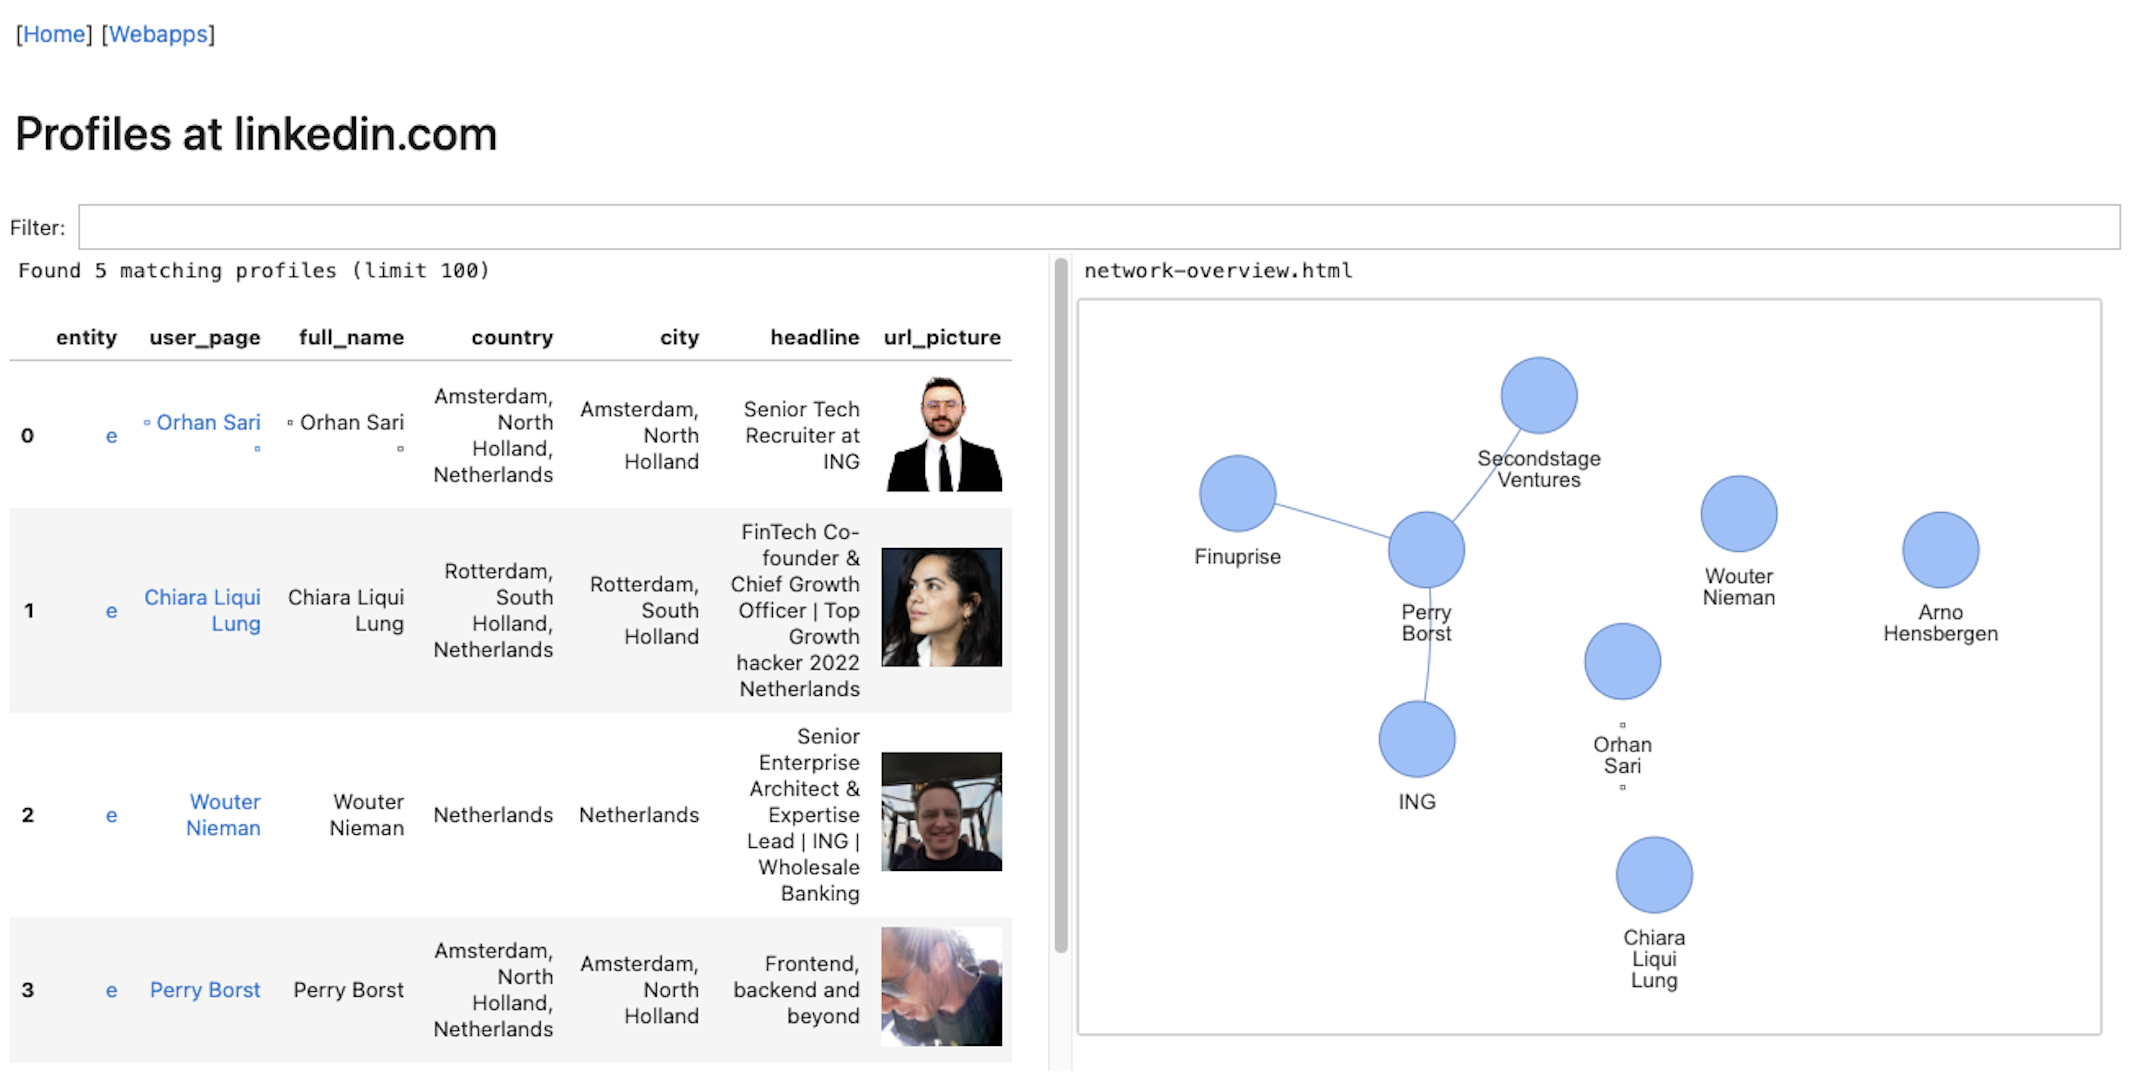 [Home] [Webapps]
Profiles at linkedin.com
Filter:
Found 5 matching profiles (limit 100)
entity user_page full_name country city headline url_picture
0
e
▫ Orhan Sari
▫
▫ Orhan Sari
▫
Amsterdam,
North
Holland,
Netherlands
Amsterdam,
North
Holland
Senior Tech
Recruiter at
ING
1
e
Chiara Liqui
Lung
Chiara Liqui
Lung
Rotterdam,
South
Holland,
Netherlands
Rotterdam,
South
Holland
FinTech Co-
founder &
Chief Growth
Officer | Top
Growth
hacker 2022
Netherlands
2
e
Wouter
Nieman
Wouter
Nieman
Netherlands
Netherlands
Senior
Enterprise
Architect &
Expertise
Lead | ING |
Wholesale
Banking
3
e
Perry Borst
Perry Borst
Amsterdam,
North
Holland,
Netherlands
Amsterdam,
North
Holland
Frontend,
backend and
beyond
network-overview.html
Secondstage
Ventures
Finuprise
Perry
Borst
Wouter
Nieman
Arno
Hensbergen
▫
Orhan
Sari
▫
ING
Chiara
Liqui
Lung